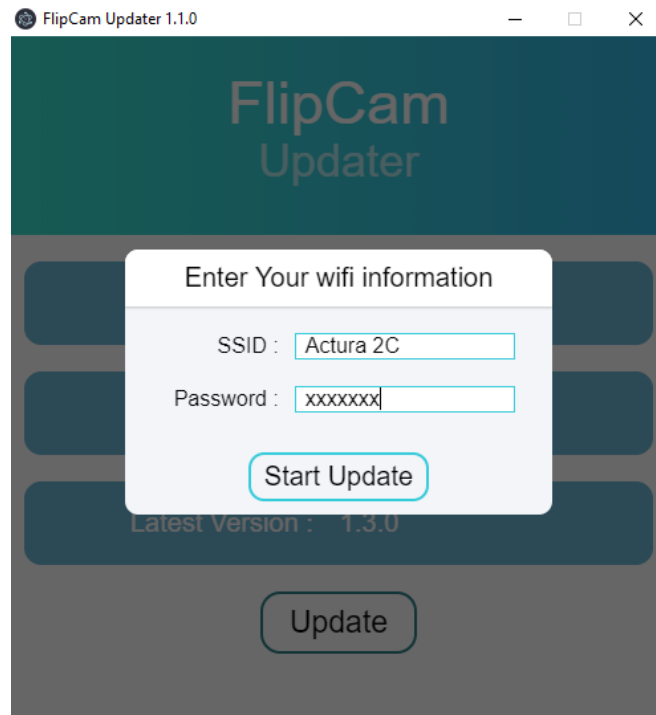 FlipCam Updater 1.1.0
FlipCam
Updater
Enter Your wifi information
SSID : Actura 2C
Password : xxxxxxx
Start Update
Latest Version : 1.3.0
Update